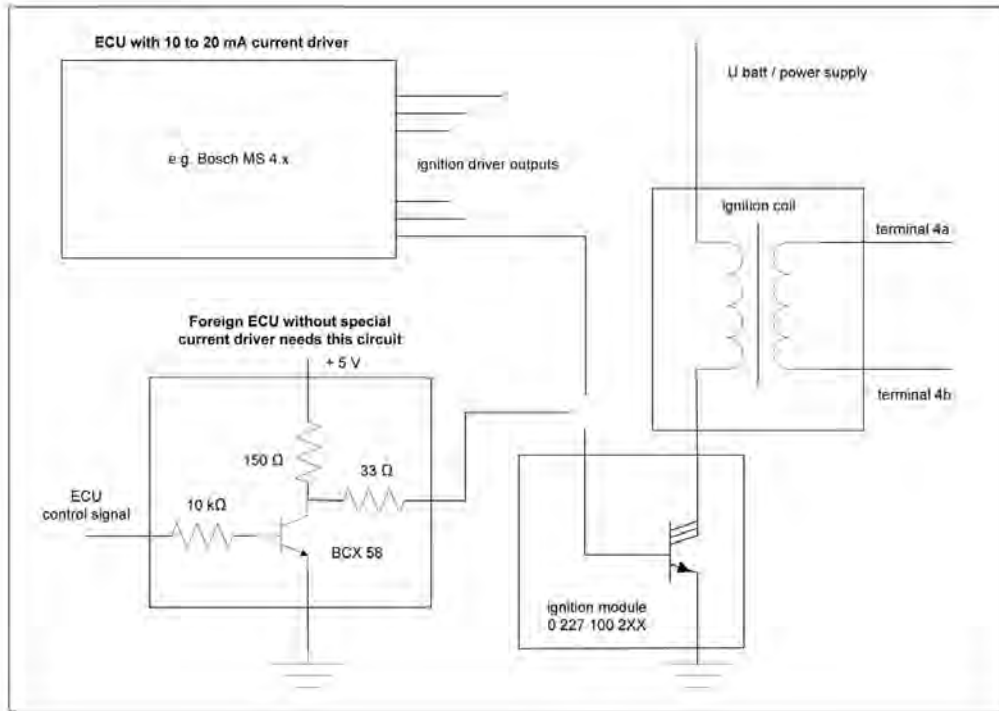 ECU with 10 to 20 mA current driver
e.g. Bosch MS 4.x
ignition driver outputs
U batt / power supply
ignition coil
terminal 4a
terminal 4b
Foreign ECU without special
current driver needs this circuit
+ 5 V
150 Ω
33 Ω
ECU
control signal
10 kΩ
BCX 58
ignition module
0 227 100 2XX